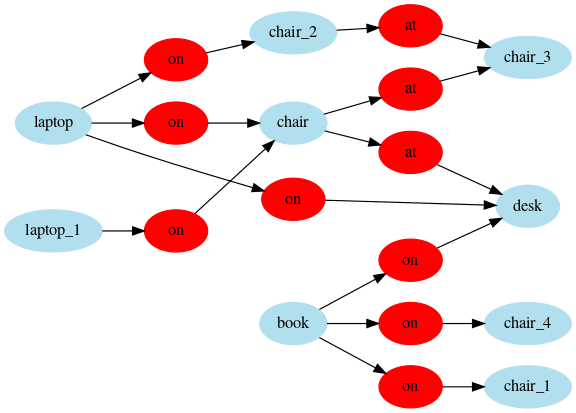 chair_2
at
on
chair_3
at
laptop
on
chair
at
on
desk
laptop_1
on
on
book
on
chair_4
on
chair_1